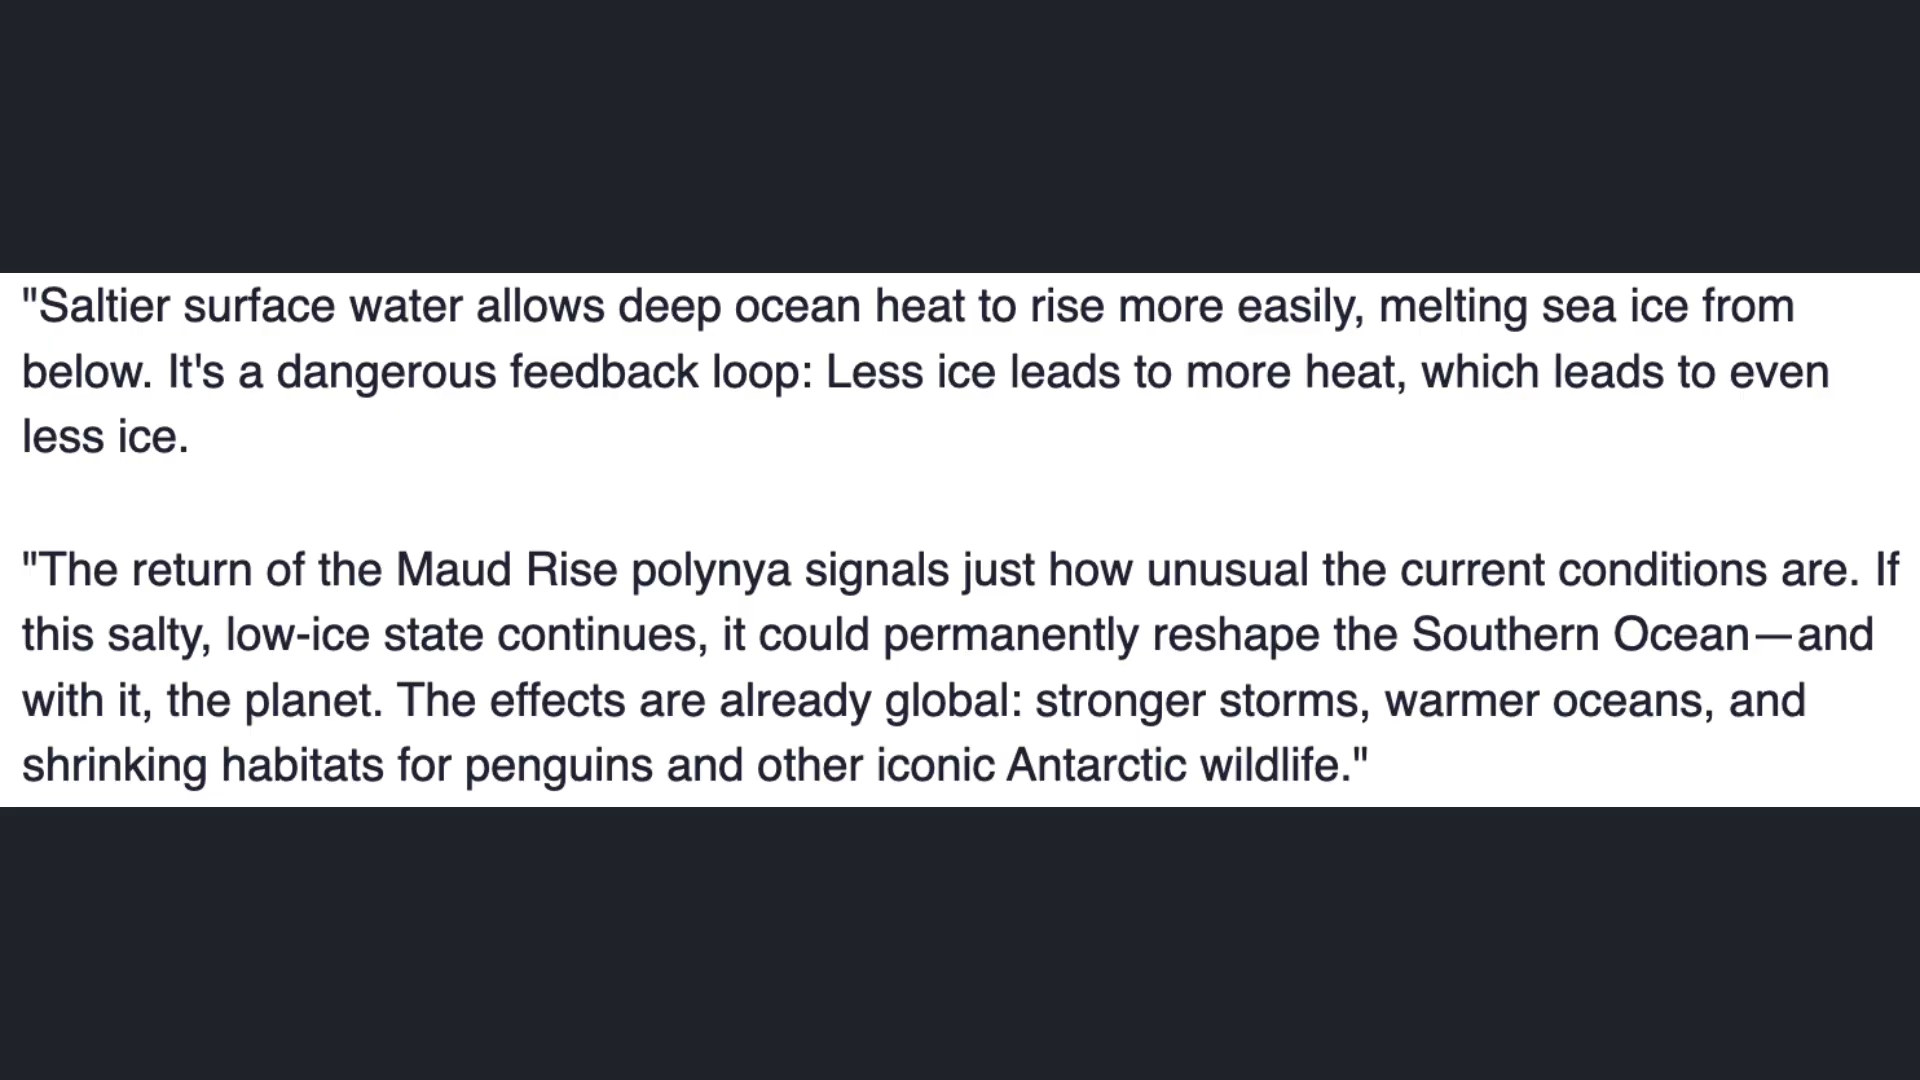 "Saltier surface water allows deep ocean heat to rise more easily, melting sea ice from
below. It's a dangerous feedback loop: Less ice leads to more heat, which leads to even
less ice.
"The return of the Maud Rise polynya signals just how unusual the current conditions are. If
this salty, low-ice state continues, it could permanently reshape the Southern Ocean—and
with it, the planet. The effects are already global: stronger storms, warmer oceans, and
shrinking habitats for penguins and other iconic Antarctic wildlife."